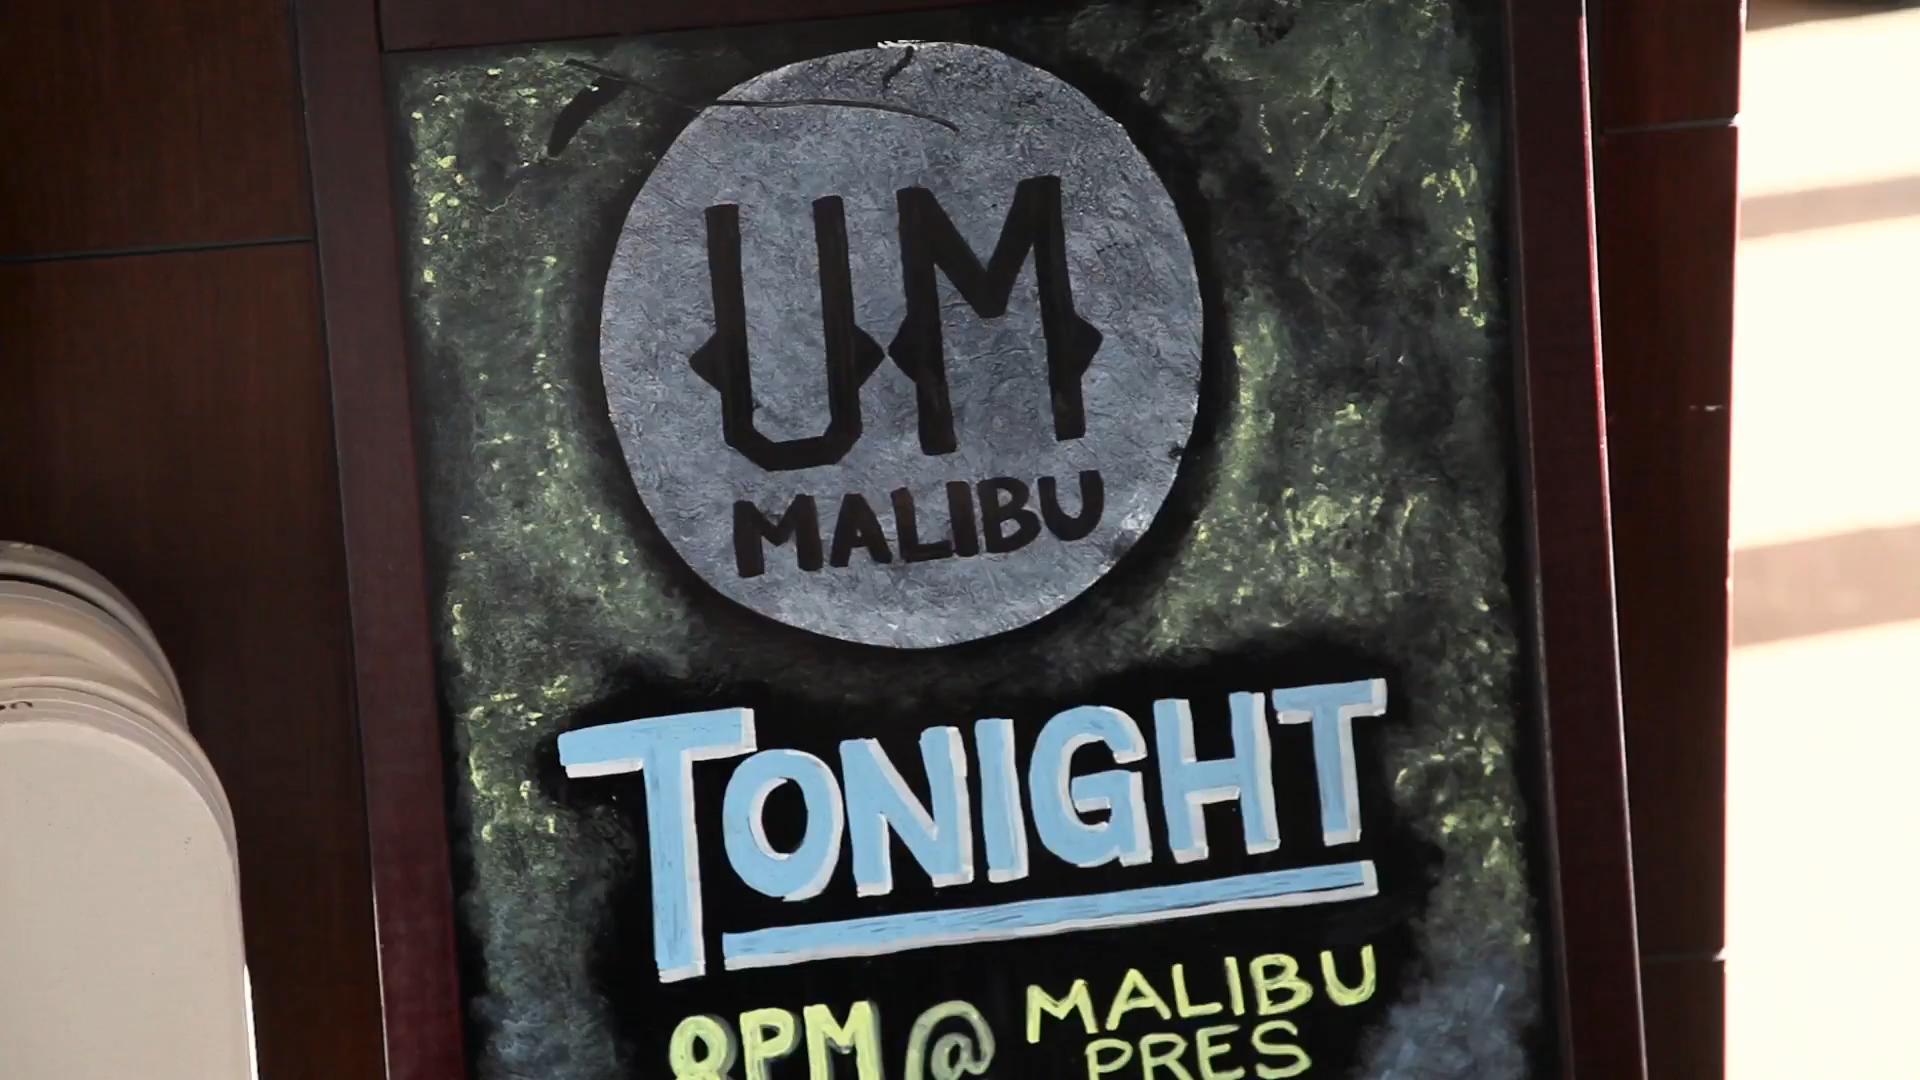 UM
MALIBU
TONIGHT
8PM @ MALIBU
PRES